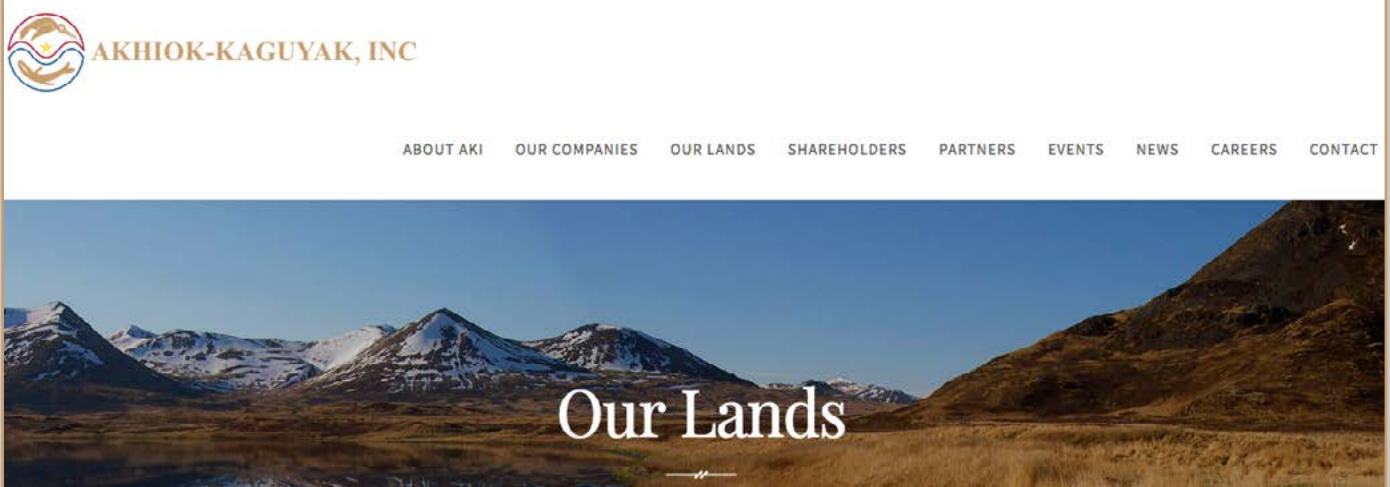 AKHIOK-KAGUYAK, INC
ABOUT AKI OUR COMPANIES OUR LANDS SHAREHOLDERS PARTNERS EVENTS NEWS CAREERS CONTACT
Our Lands